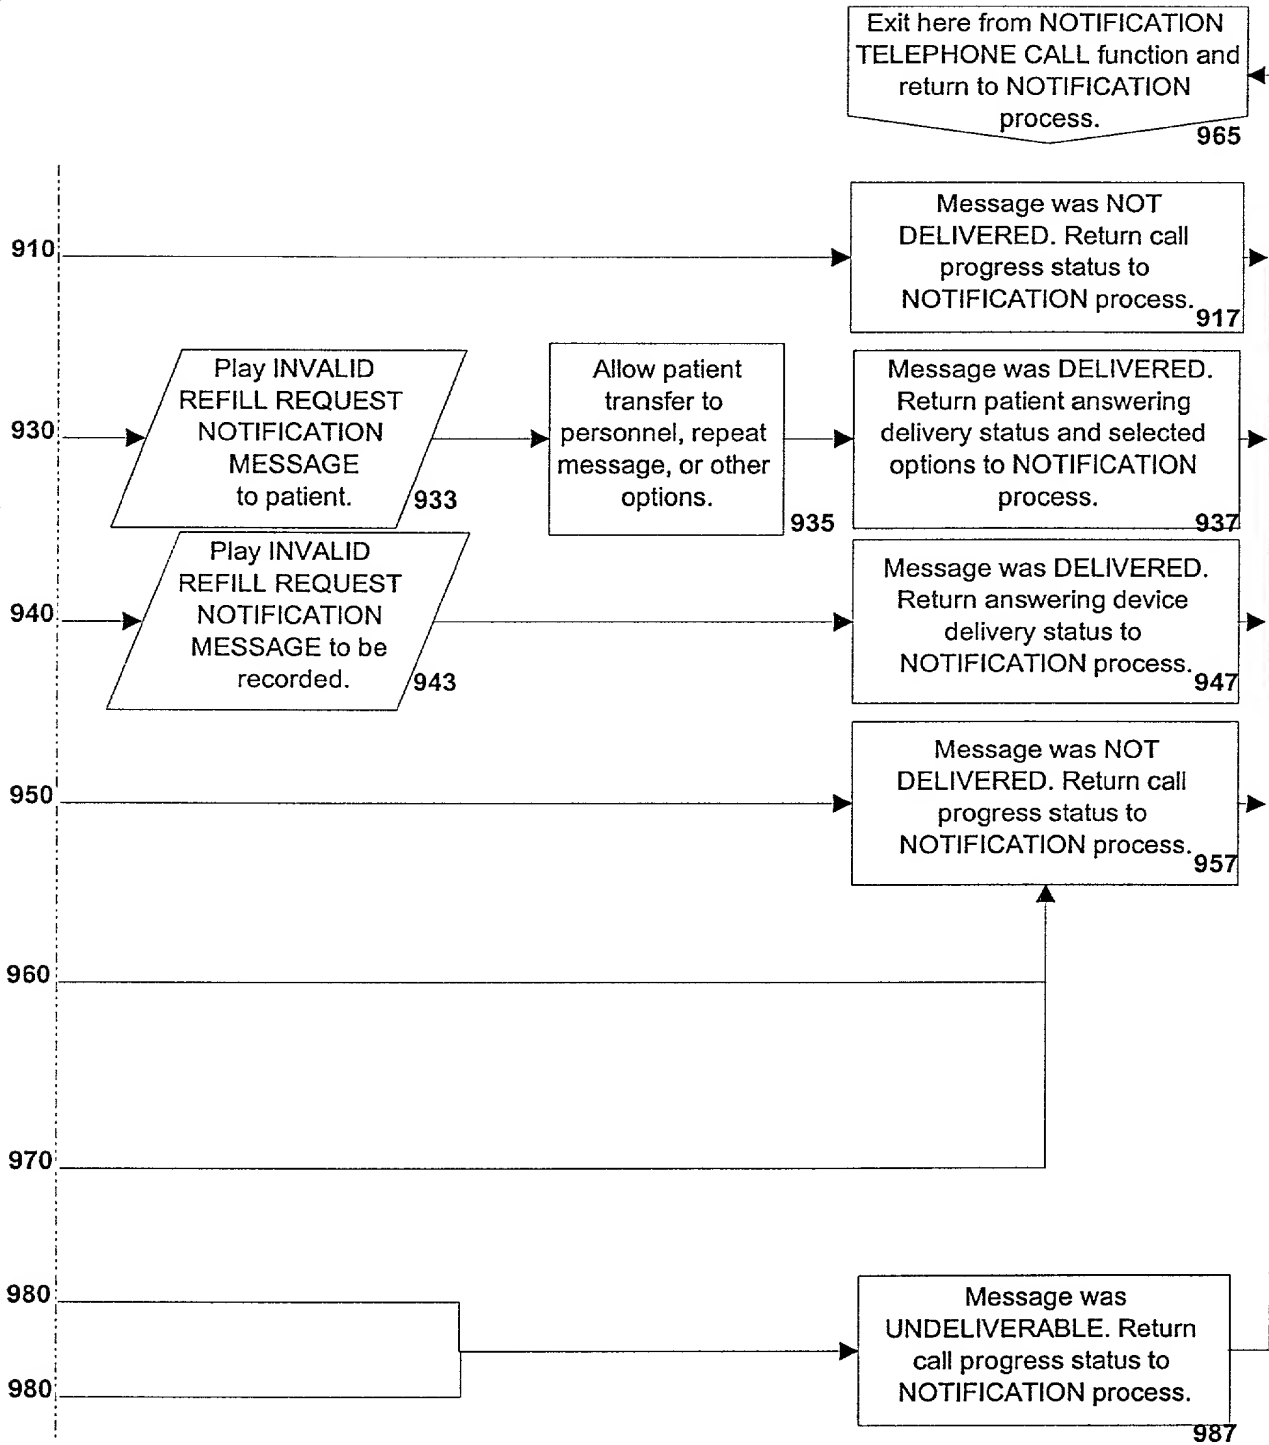 Exit here from NOTIFICATION
TELEPHONE CALL function and
return to NOTIFICATION
process.
965
910
Message was NOT
DELIVERED. Return call
progress status to
NOTIFICATION process.
917
930
Play INVALID
REFILL REQUEST
NOTIFICATION
MESSAGE
to patient.
933
Allow patient
transfer to
personnel, repeat
message, or other
options.
935
Message was DELIVERED.
Return patient answering
delivery status and selected
options to NOTIFICATION
process.
937
940
Play INVALID
REFILL REQUEST
NOTIFICATION
MESSAGE to be
recorded.
943
Message was DELIVERED.
Return answering device
delivery status to
NOTIFICATION process.
947
950
Message was NOT
DELIVERED. Return call
progress status to
NOTIFICATION process.
957
960
970
980
980
Message was
UNDELIVERABLE. Return
call progress status to
NOTIFICATION process.
987